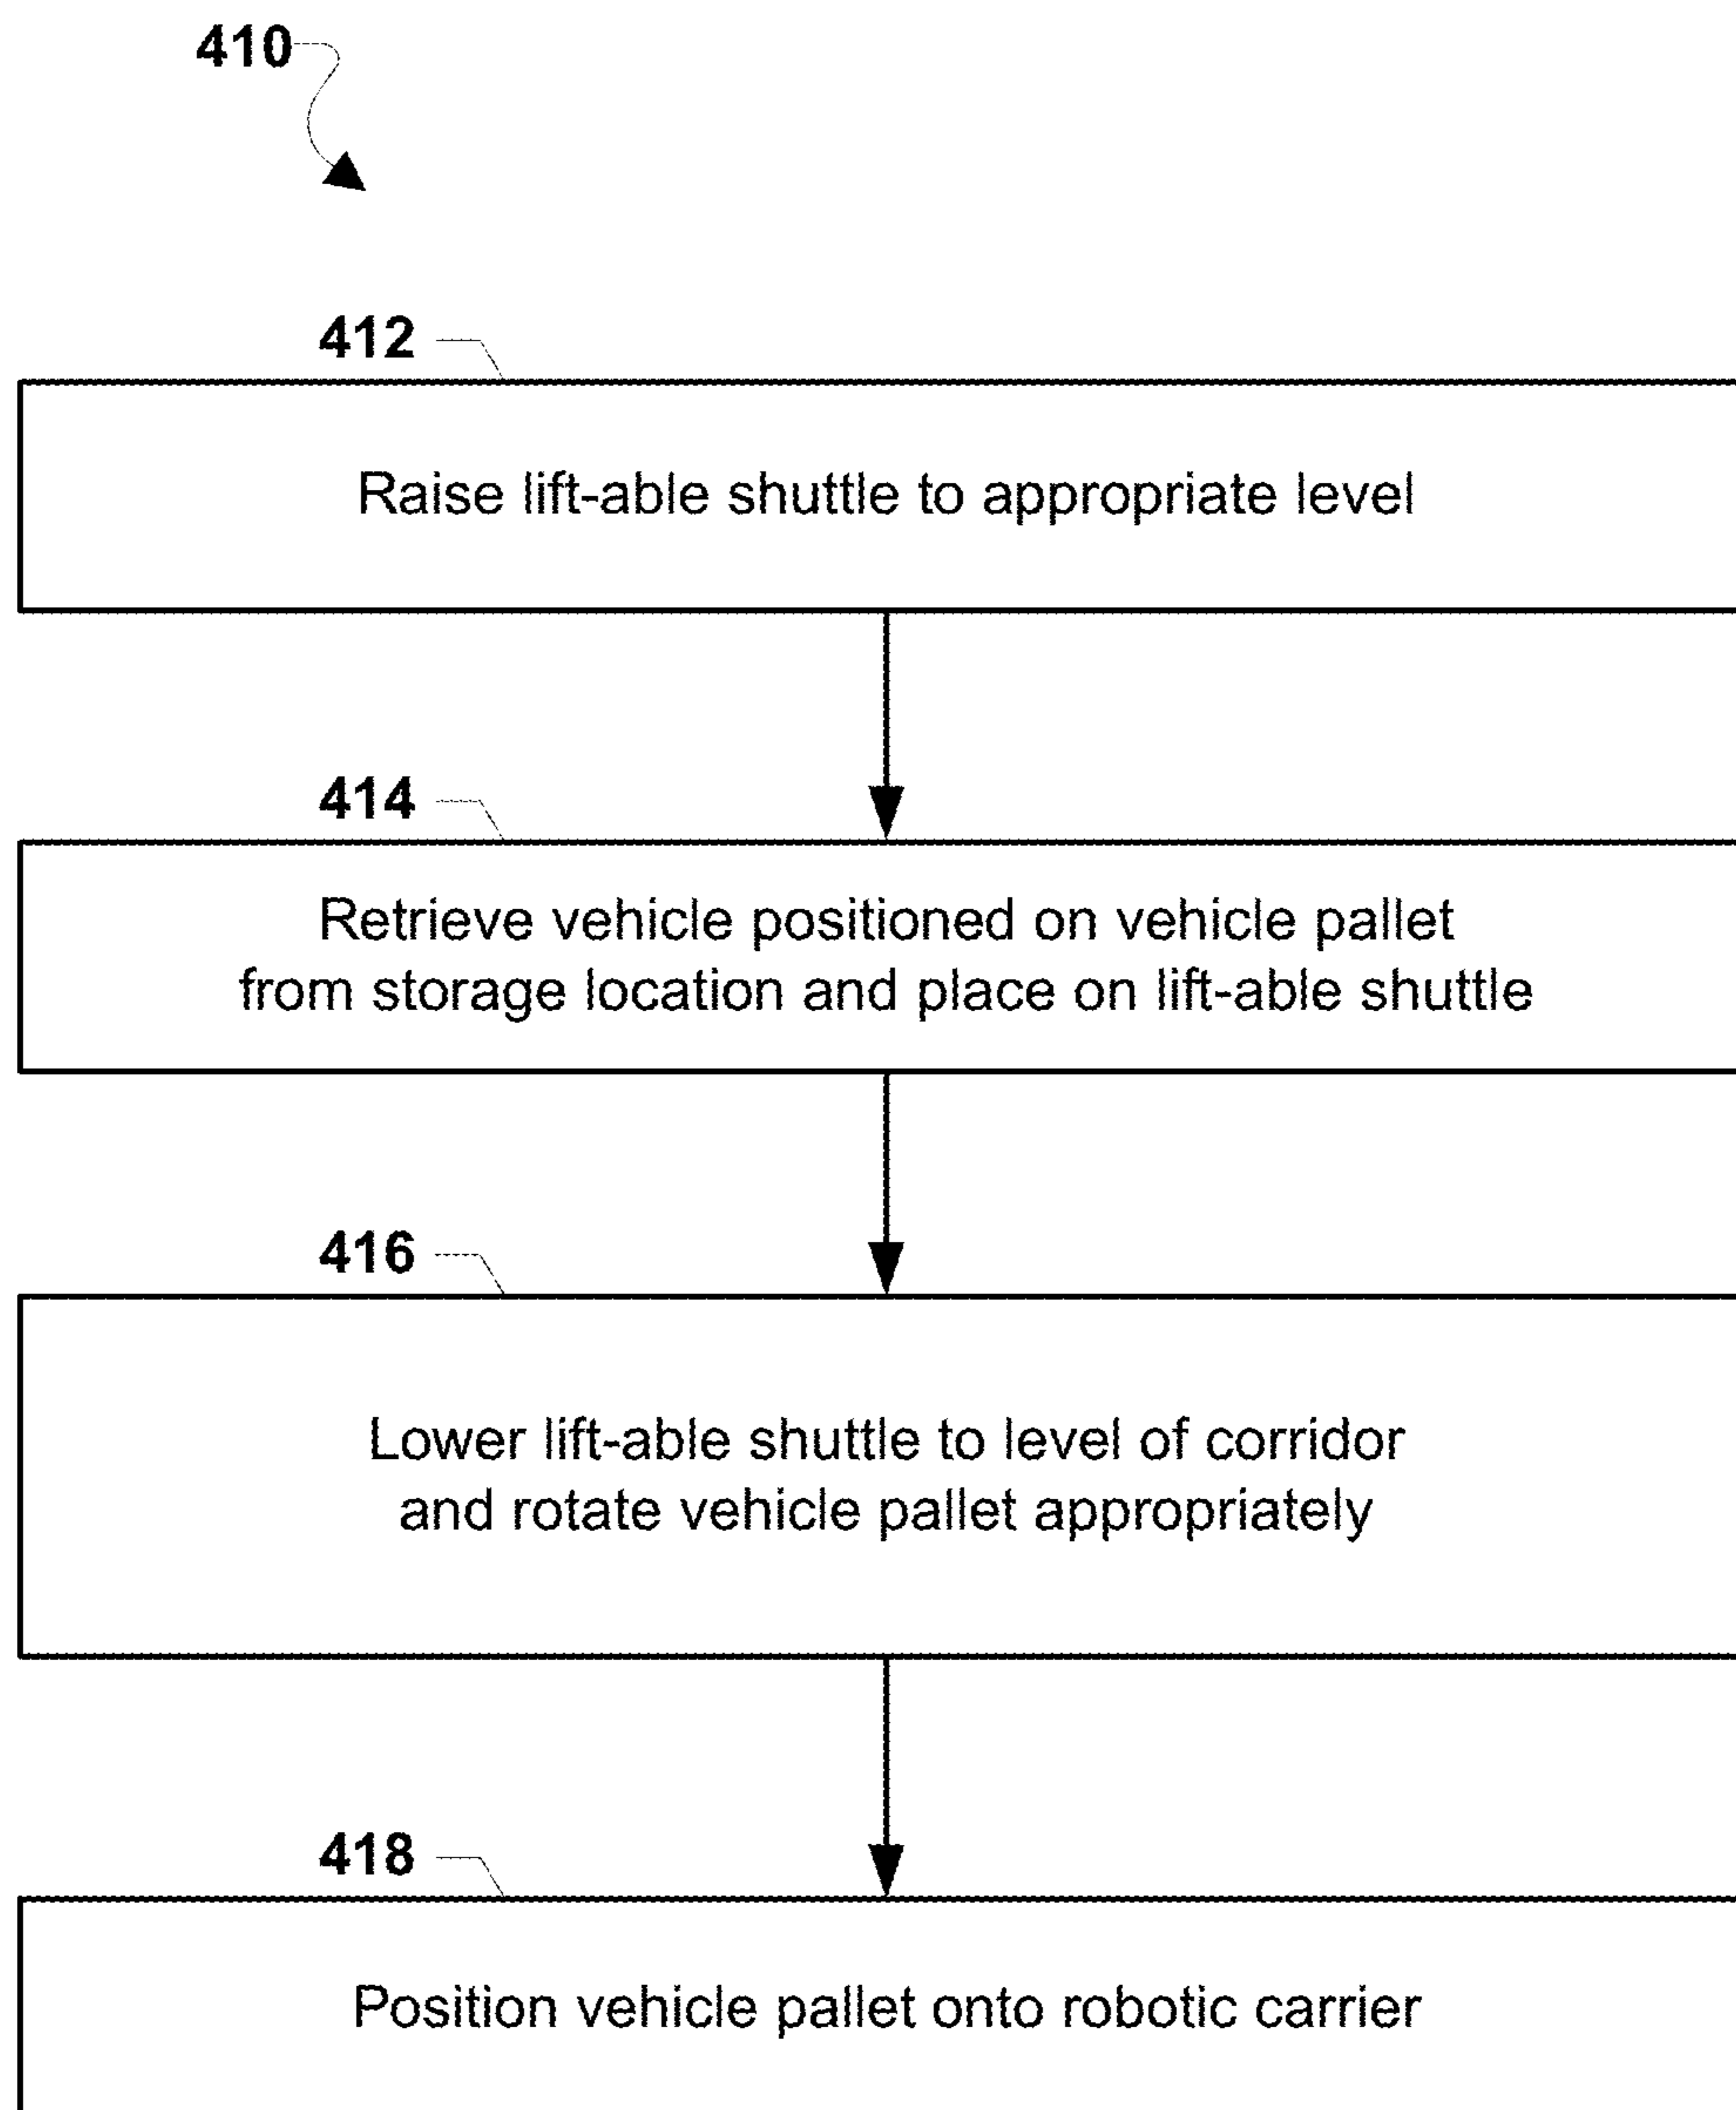 410
412
Raise lift-able shuttle to appropriate level
414
Retrieve vehicle positioned on vehicle pallet
from storage location and place on lift-able shuttle
416
Lower lift-able shuttle to level of corridor
and rotate vehicle pallet appropriately
418
Position vehicle pallet onto robotic carrier